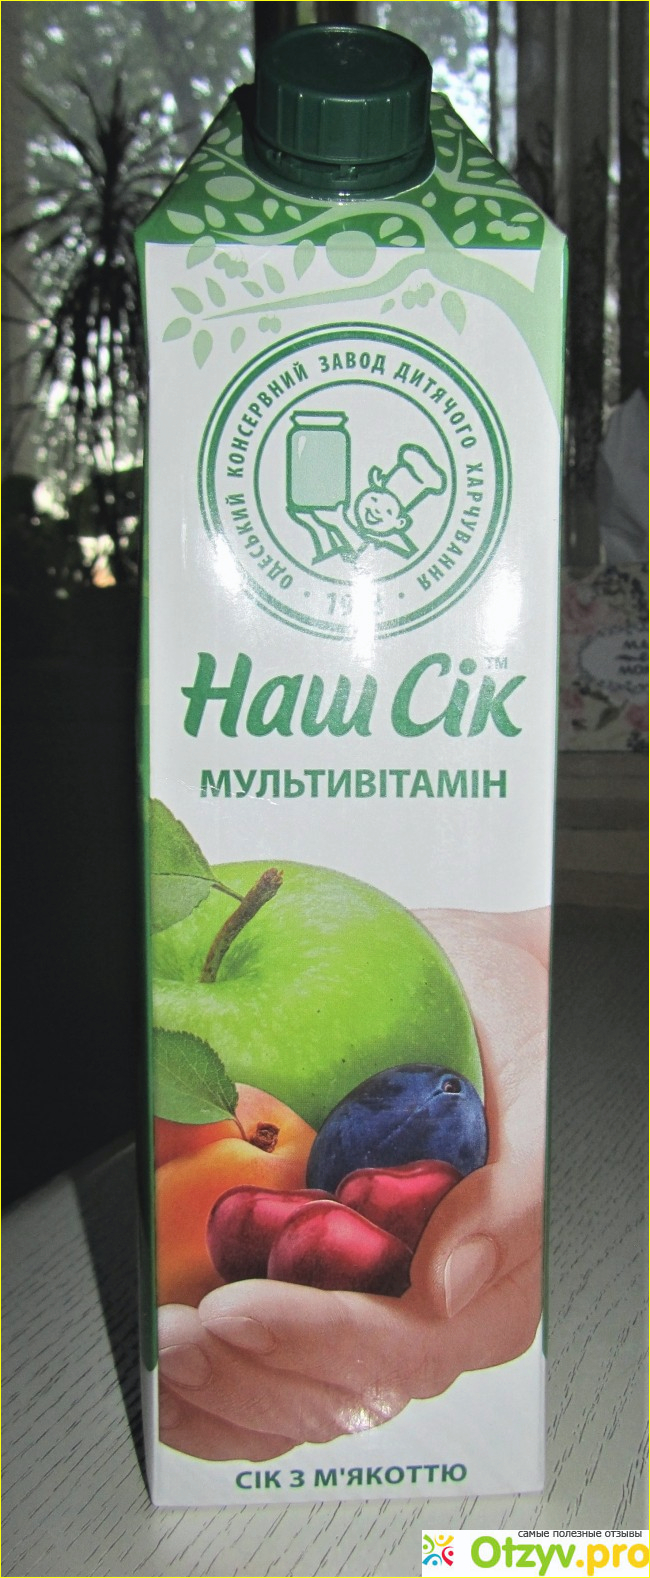 ОДЕСЬКИЙ КОНСЕРВНИЙ ЗАВОД ДИТЯЧОГО ХАРЧУВАННЯ
Наш Сік™
МУЛЬТИВІТАМІН
СІК З М'ЯКОТТЮ
самые полезные отзывы
Otzyv.pro